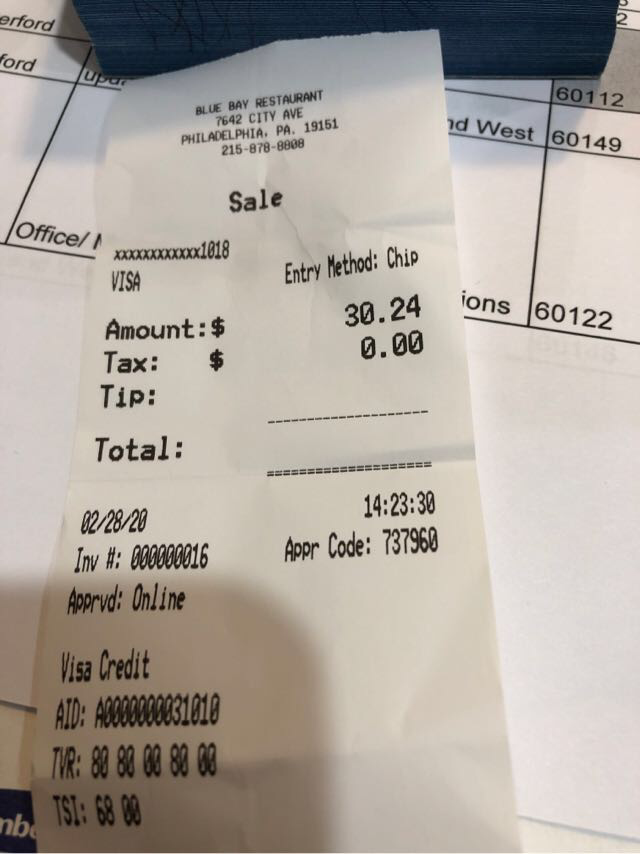 erford
ford
upda
60112
nd West 60149
Office/
ions 60122
BLUE BAY RESTAURANT
7642 CITY AVE
PHILADELPHIA, PA. 19151
215-878-8808
Sale
xxxxxxxxxxxx1018
VISA Entry Method: Chip
Amount:$ 30.24
Tax: $ 0.00
Tip:
Total:
02/28/20 14:23:30
Inv #: 000000016 Appr Code: 737960
Apprvd: Online
Visa Credit
AID: A0000000031010
TVR: 80 80 00 80 00
TSI: 68 00